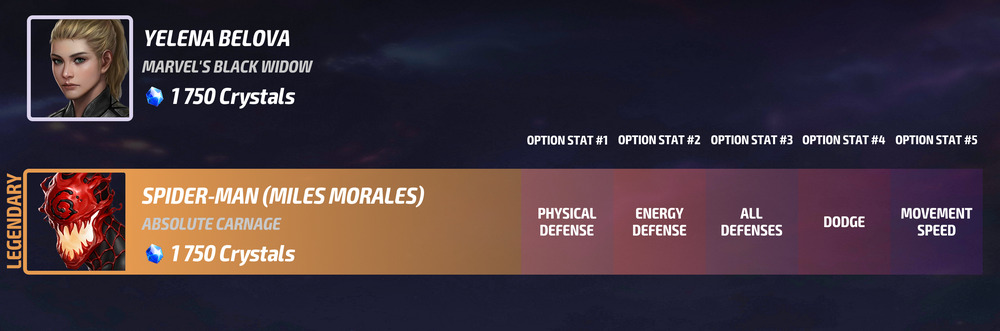 YELENA BELOVA
MARVEL'S BLACK WIDOW
1 750 Crystals
OPTION STAT #1 OPTION STAT #2 OPTION STAT #3 OPTION STAT #4 OPTION STAT #5
LEGENDARY
SPIDER-MAN (MILES MORALES)
ABSOLUTE CARNAGE
1 750 Crystals
PHYSICAL
DEFENSE
ENERGY
DEFENSE
ALL
DEFENSES
DODGE
MOVEMENT
SPEED